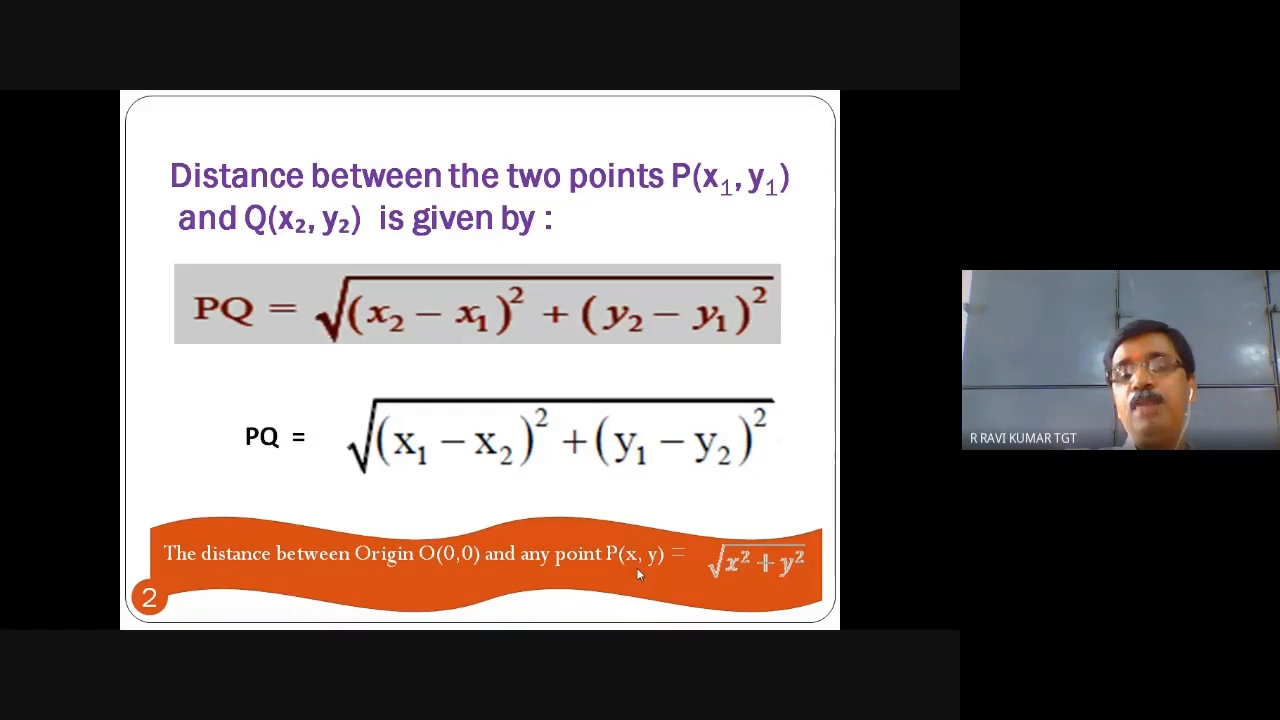 Distance between the two points P(x₁, y₁)
and Q(x₂, y₂) is given by :
PQ = √(x₂ − x₁)² + (y₂ − y₁)²
PQ = √(x₁ − x₂)² + (y₁ − y₂)²
The distance between Origin O(0,0) and any point P(x, y) = √x² + y²
2
R RAVI KUMAR TGT